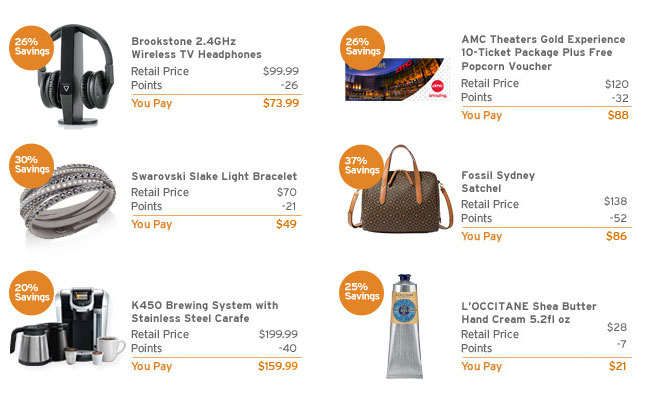 26%
Savings
Brookstone 2.4GHz
Wireless TV Headphones
Retail Price $99.99
Points -26
You Pay $73.99
26%
Savings
amc
amazing
AMC Theaters Gold Experience
10-Ticket Package Plus Free
Popcorn Voucher
Retail Price $120
Points -32
You Pay $88
30%
Savings
Swarovski Slake Light Bracelet
Retail Price $70
Points -21
You Pay $49
37%
Savings
Fossil Sydney
Satchel
Retail Price $138
Points -52
You Pay $86
20%
Savings
K450 Brewing System with
Stainless Steel Carafe
Retail Price $199.99
Points -40
You Pay $159.99
25%
Savings
L'OCCITANE Shea Butter
Hand Cream 5.2fl oz
Retail Price $28
Points -7
You Pay $21